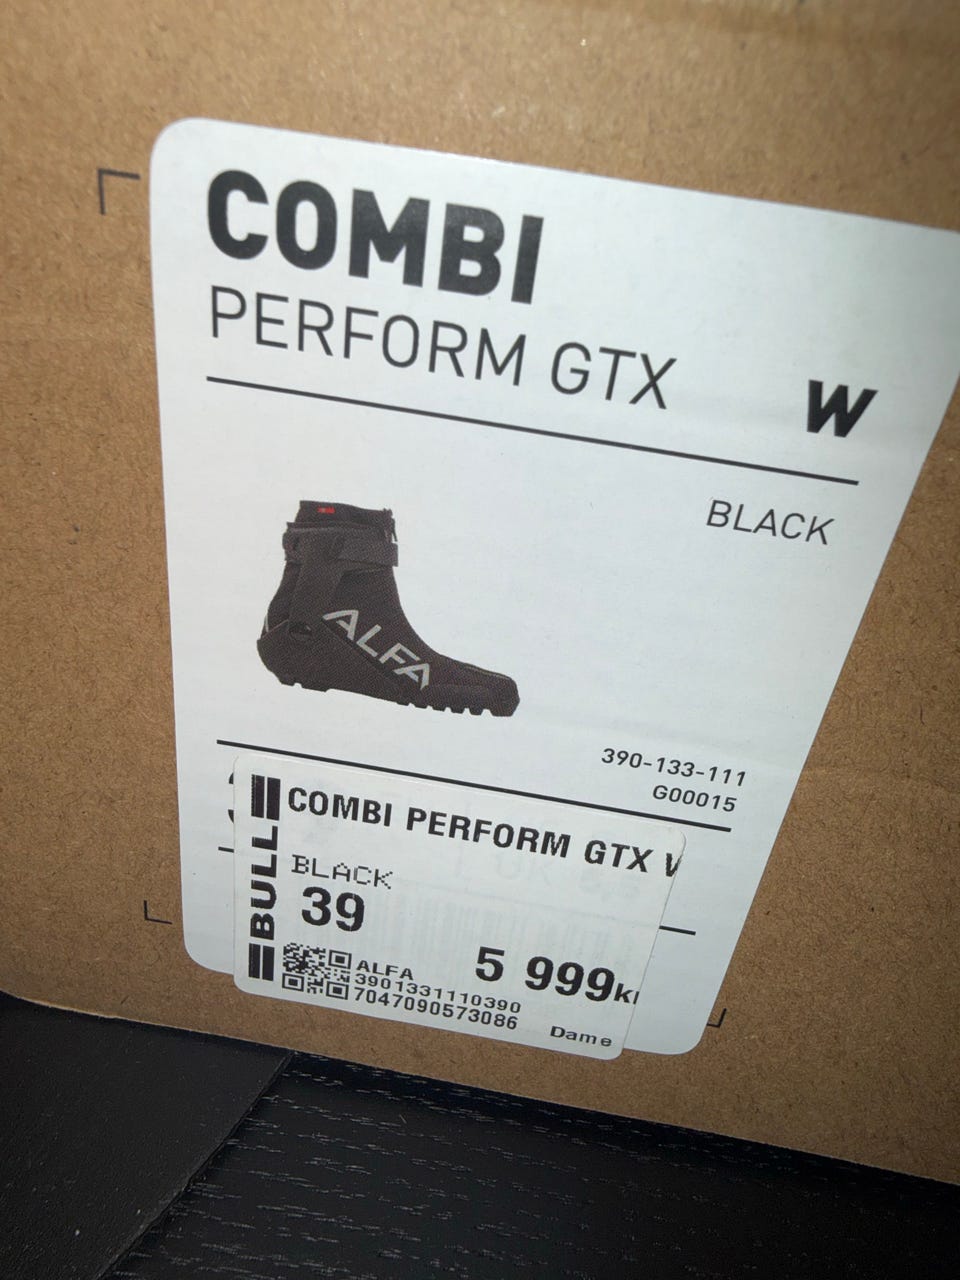 COMBI
PERFORM GTX
W
BLACK
ALFA
390-133-111
G00015
BULL
COMBI PERFORM GTX
BLACK
39
5 999
ALFA
3901331110390
7047090573086
Dame